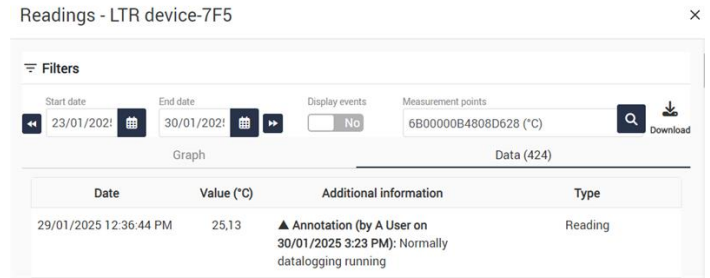 Readings - LTR device-7F5
Filters
Start date End date Display events Measurement points
23/01/202 30/01/202 No 6B00000B4808D628 (°C) Download
Graph Data (424)
Date Value (°C) Additional information Type
29/01/2025 12:36:44 PM 25,13 ▲ Annotation (by A User on Reading
30/01/2025 3:23 PM): Normally
datalogging running